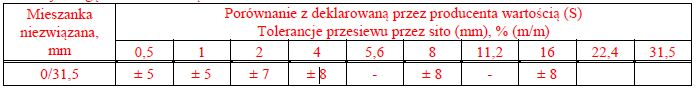 Mieszanka niezwiązana, mm
Porównanie z deklarowaną przez producenta wartością (S)
Tolerancje przesiewu przez sito (mm), % (m/m)
0,5 1 2 4 5,6 8 11,2 16 22,4 31,5
0/31,5 ± 5 ± 5 ± 7 ± 8 - ± 8 - ± 8